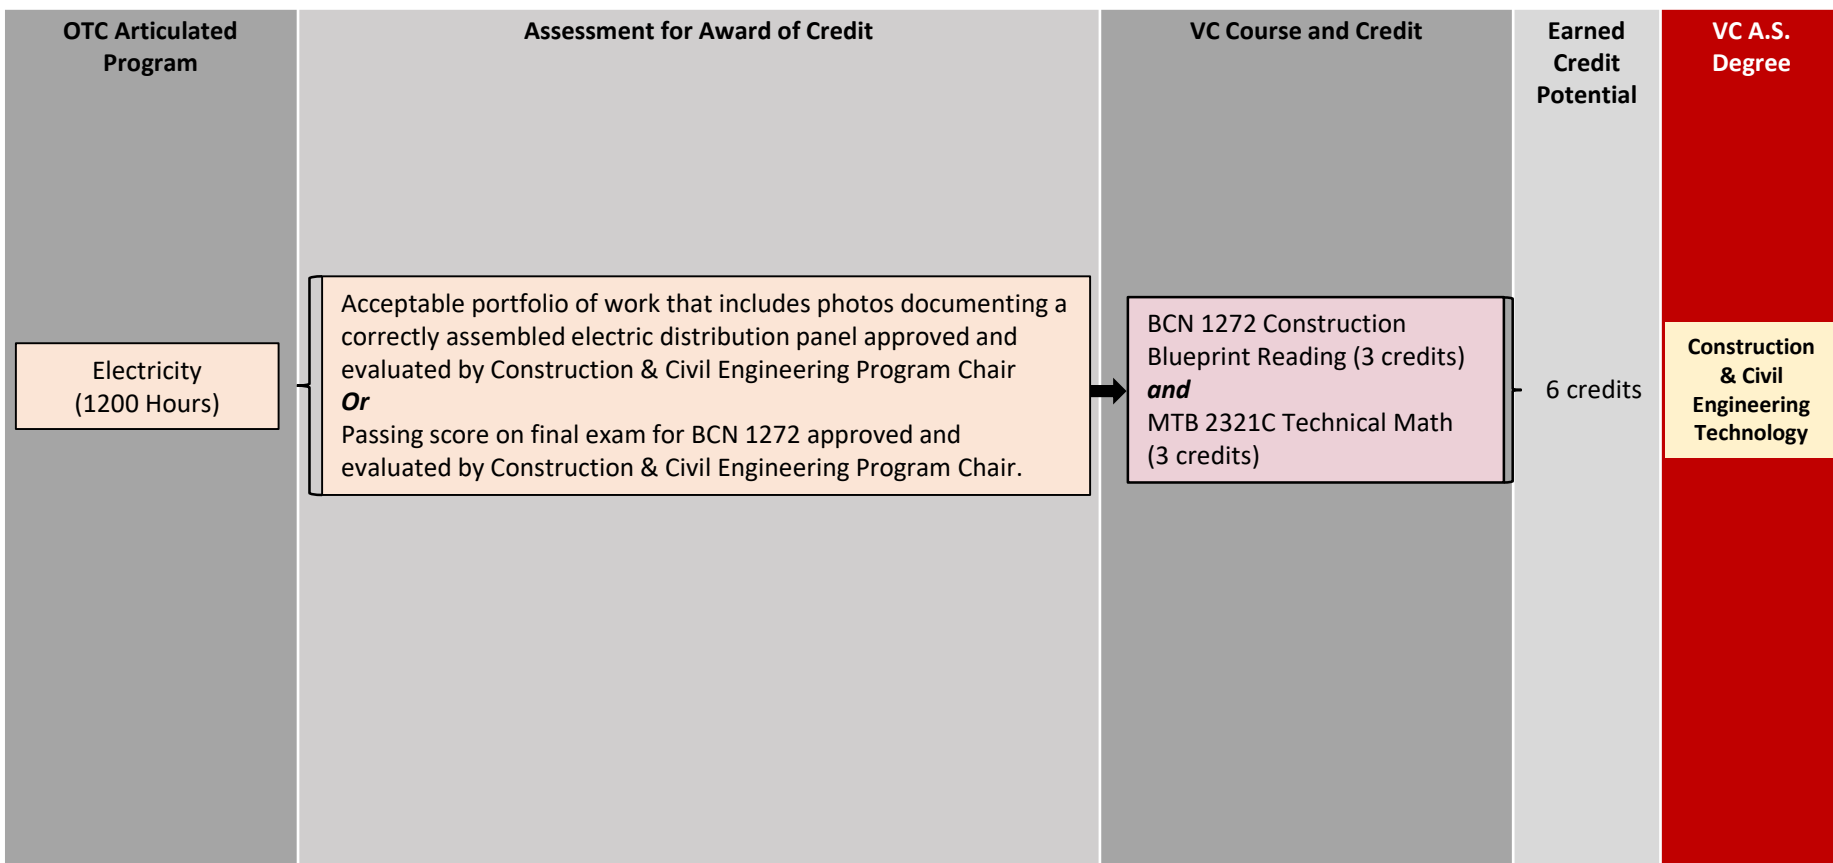 OTC Articulated
Program
Assessment for Award of Credit
VC Course and Credit
Earned
Credit
Potential
VC A.S.
Degree
Electricity
(1200 Hours)
Acceptable portfolio of work that includes photos documenting a
correctly assembled electric distribution panel approved and
evaluated by Construction & Civil Engineering Program Chair
Or
Passing score on final exam for BCN 1272 approved and
evaluated by Construction & Civil Engineering Program Chair.
BCN 1272 Construction
Blueprint Reading (3 credits)
and
MTB 2321C Technical Math
(3 credits)
6 credits
Construction
& Civil
Engineering
Technology